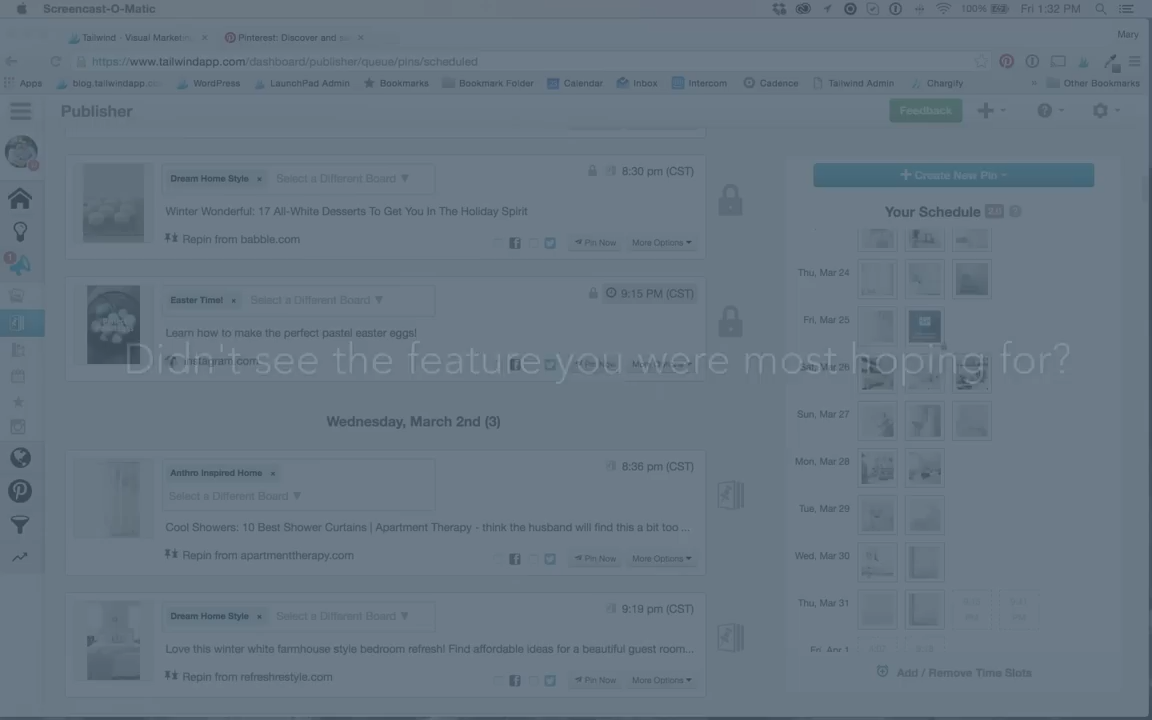 Screencast-O-Matic
100%
Fri 1:32 PM
Tailwind - Visual Marketin
Pinterest: Discover and
Mary
https://www.tailwindapp.com/dashboard/publisher/queue/pins/scheduled
Apps
blog.tailwindapp.co
WordPress
LaunchPad Admin
Bookmarks
Bookmark Folder
Calendar
Inbox
Intercom
Cadence
Tailwind Admin
Chargify
»
Other Bookmarks
Publisher
Feedback
Dream Home Style ×
Select a Different Board ▼
8:30 pm (CST)
Winter Wonderful: 17 All-White Desserts To Get You In The Holiday Spirit
Repin from babble.com
Pin Now
More Options ▾
Easter Time! ×
Select a Different Board ▼
9:15 PM (CST)
Learn how to make the perfect pastel easter eggs!
instagram.com
Didn't see the feature you were most hoping for?
Wednesday, March 2nd (3)
Anthro Inspired Home ×
8:36 pm (CST)
Select a Different Board ▼
Cool Showers: 10 Best Shower Curtains | Apartment Therapy - think the husband will find this a bit too ...
Repin from apartmenttherapy.com
Pin Now
More Options ▾
Dream Home Style ×
Select a Different Board ▼
9:19 pm (CST)
Love this winter white farmhouse style bedroom refresh! Find affordable ideas for a beautiful guest room...
Repin from refreshrestyle.com
Pin Now
More Options ▾
+ Create New Pin
Your Schedule
Thu, Mar 24
Fri, Mar 25
Sat, Mar 26
Sun, Mar 27
Mon, Mar 28
Tue, Mar 29
Wed, Mar 30
Thu, Mar 31
Fri, Apr 1
Add / Remove Time Slots